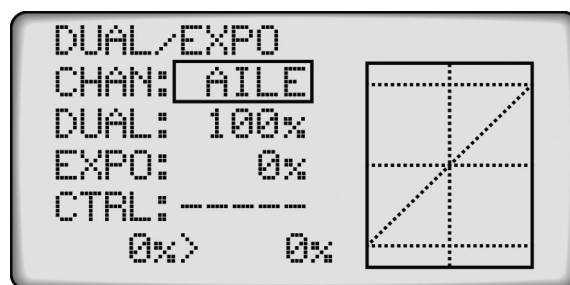 DUAL/EXPO
CHAN: AILE
DUAL: 100%
EXPO: 0%
CTRL: -----
0%> 0%